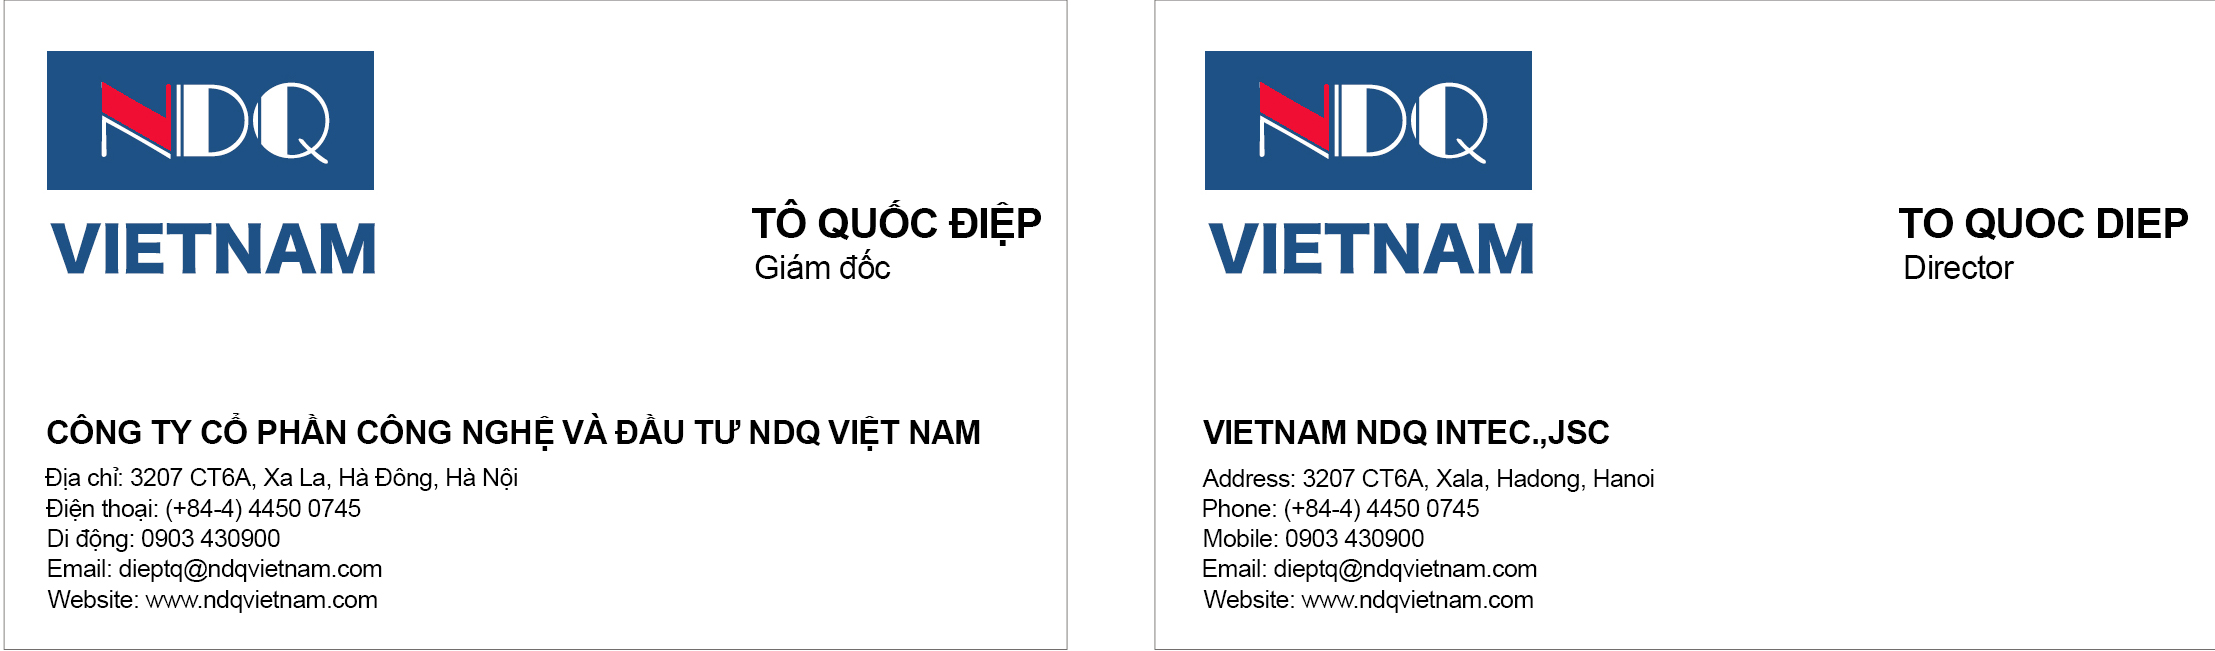 NDQ
VIETNAM
TÔ QUỐC ĐIỆP
Giám đốc
CÔNG TY CỔ PHẦN CÔNG NGHỆ VÀ ĐẦU TƯ NDQ VIỆT NAM
Địa chỉ: 3207 CT6A, Xa La, Hà Đông, Hà Nội
Điện thoại: (+84-4) 4450 0745
Di động: 0903 430900
Email: dieptq@ndqvietnam.com
Website: www.ndqvietnam.com
NDQ
VIETNAM
TO QUOC DIEP
Director
VIETNAM NDQ INTEC.,JSC
Address: 3207 CT6A, Xala, Hadong, Hanoi
Phone: (+84-4) 4450 0745
Mobile: 0903 430900
Email: dieptq@ndqvietnam.com
Website: www.ndqvietnam.com